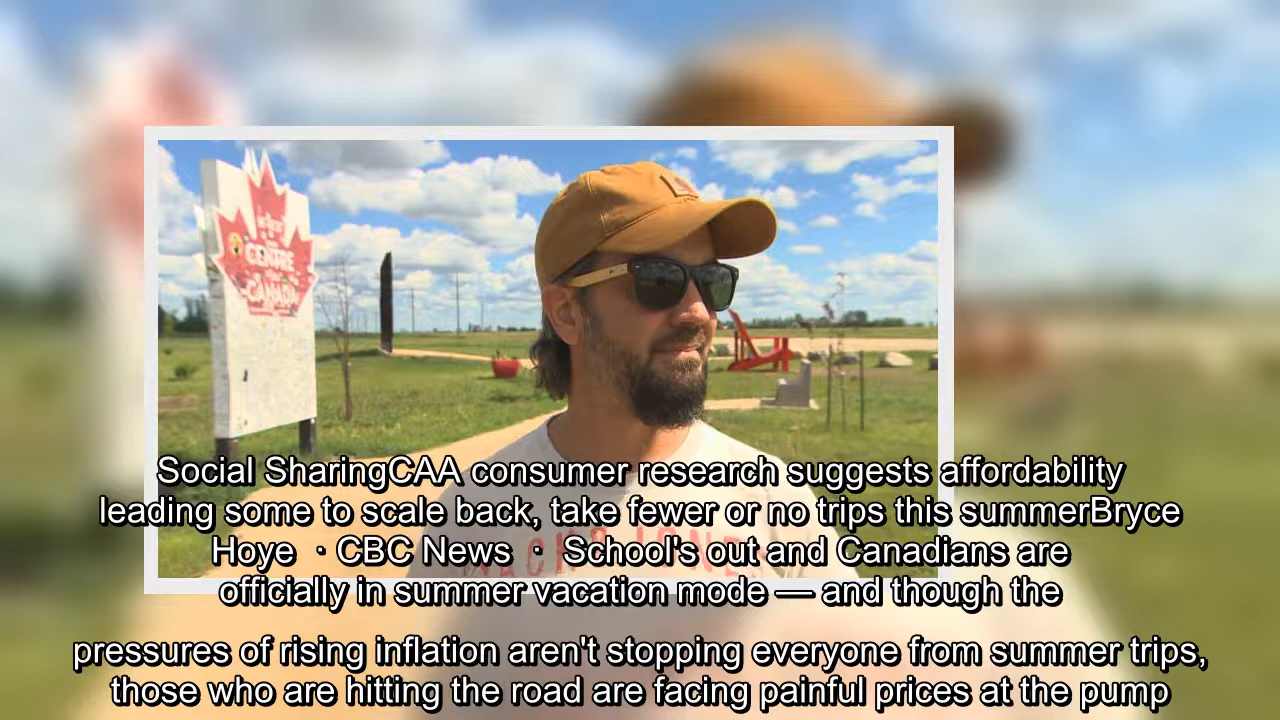 CENTRE
CANADA
Social SharingCAA consumer research suggests affordability
leading some to scale back, take fewer or no trips this summerBryce
Hoye · CBC News · School's out and Canadians are
officially in summer vacation mode — and though the
pressures of rising inflation aren't stopping everyone from summer trips,
those who are hitting the road are facing painful prices at the pump